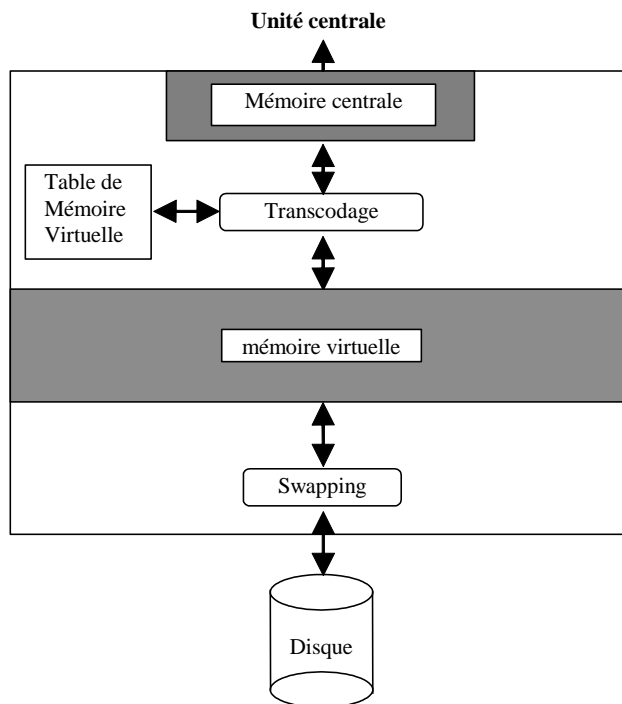 Unité centrale
Mémoire centrale
Table de
Mémoire
Virtuelle
Transcodage
mémoire virtuelle
Swapping
Disque